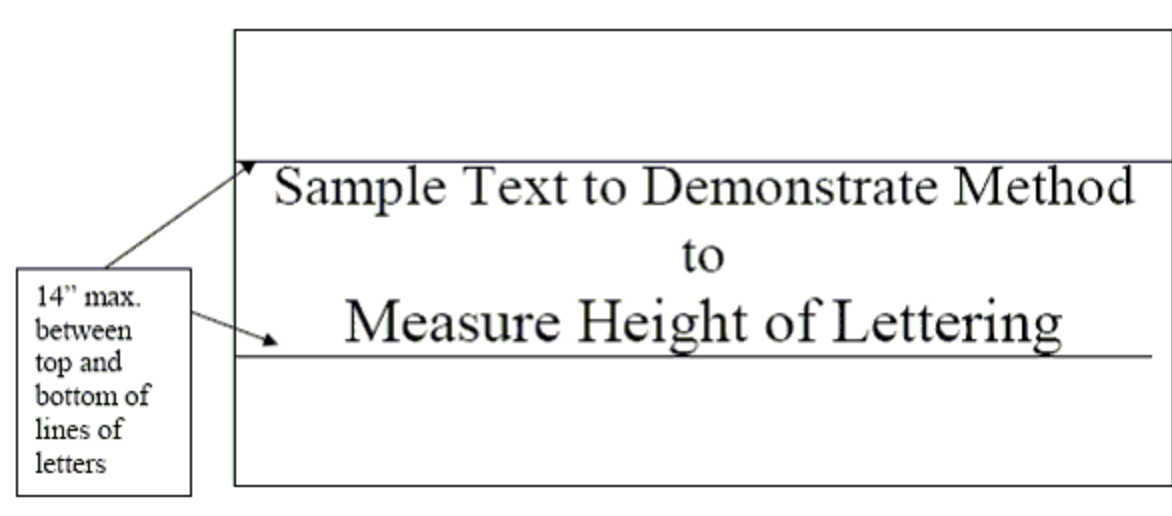 Sample Text to Demonstrate Method
to
Measure Height of Lettering
14” max.
between
top and
bottom of
lines of
letters